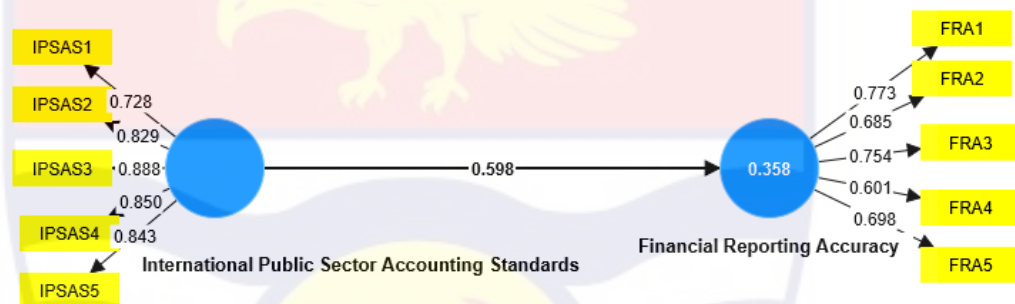 IPSAS1
IPSAS2
IPSAS3
IPSAS4
IPSAS5
0.728
0.829
0.888
0.850
0.843
International Public Sector Accounting Standards
0.598
0.358
Financial Reporting Accuracy
0.773
0.685
0.754
0.601
0.698
FRA1
FRA2
FRA3
FRA4
FRA5